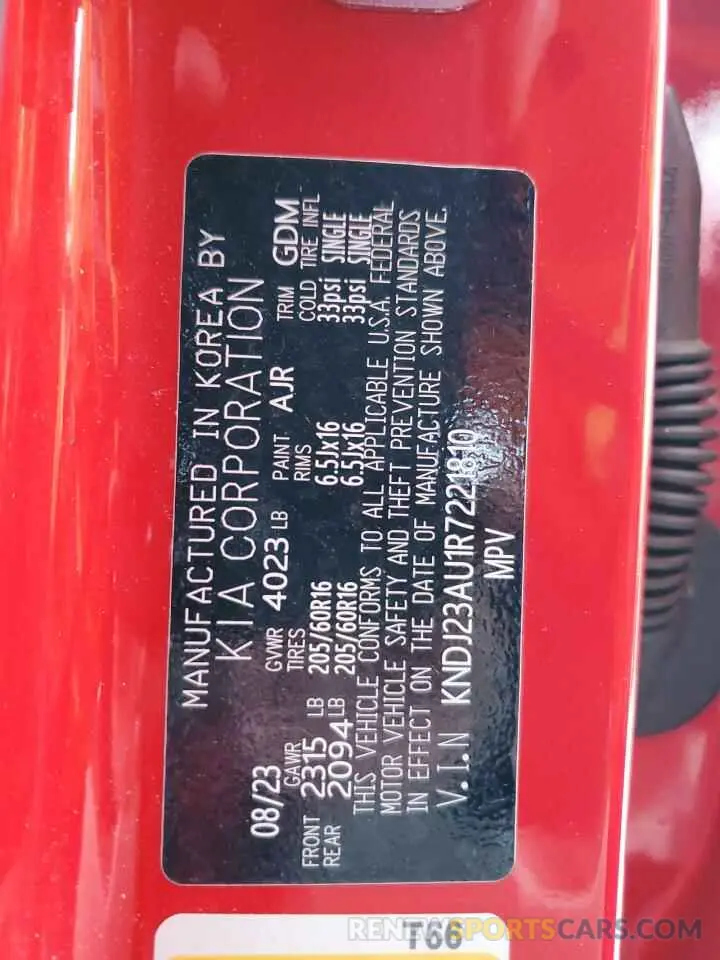 MANUFACTURED IN KOREA BY
KIA CORPORATION
08/23 GVWR 4023 LB PAINT AJR TRIM GDM
GAWR TIRES RIMS COLD TIRE INFL
FRONT 2315 LB 205/60R16 6.5Jx16 33psi SINGLE
REAR 2094 LB 205/60R16 6.5Jx16 33psi SINGLE
THIS VEHICLE CONFORMS TO ALL APPLICABLE U.S.A. FEDERAL
MOTOR VEHICLE SAFETY AND THEFT PREVENTION STANDARDS
IN EFFECT ON THE DATE OF MANUFACTURE SHOWN ABOVE.
V.I.N KNDJ23AU1R7221810
MPV
T66
RENEWSPORTSCARS.COM